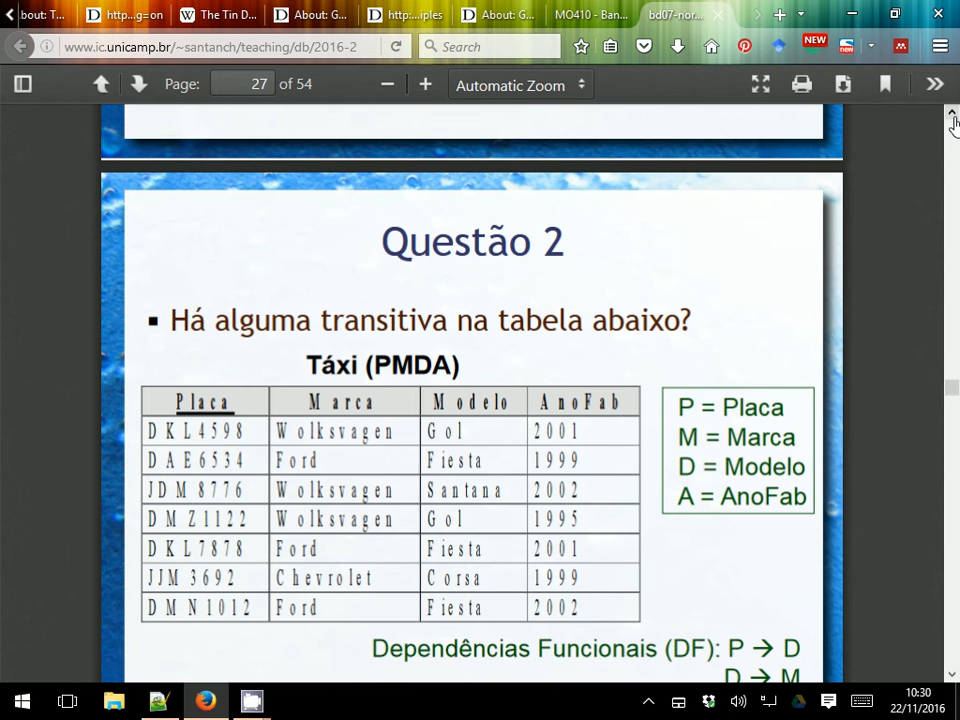 bout: T...
http...g=on
W The Tin D...
D About: G...
D http:...iples
D About: G...
MO410 - Ban...
bd07-nor...
www.ic.unicamp.br/~santanch/teaching/db/2016-2
Search
NEW
new
Page: 27 of 54
Automatic Zoom
Questão 2
Há alguma transitiva na tabela abaixo?
Táxi (PMDA)
Placa Marca Modelo AnoFab
DKL4598 Wolksvagen Gol 2001
DAE6534 Ford Fiesta 1999
JDM8776 Wolksvagen Santana 2002
DMZ1122 Wolksvagen Gol 1995
DKL7878 Ford Fiesta 2001
JJM3692 Chevrolet Corsa 1999
DMN1012 Ford Fiesta 2002
P = Placa
M = Marca
D = Modelo
A = AnoFab
Dependências Funcionais (DF): P → D
D → M
10:30
22/11/2016